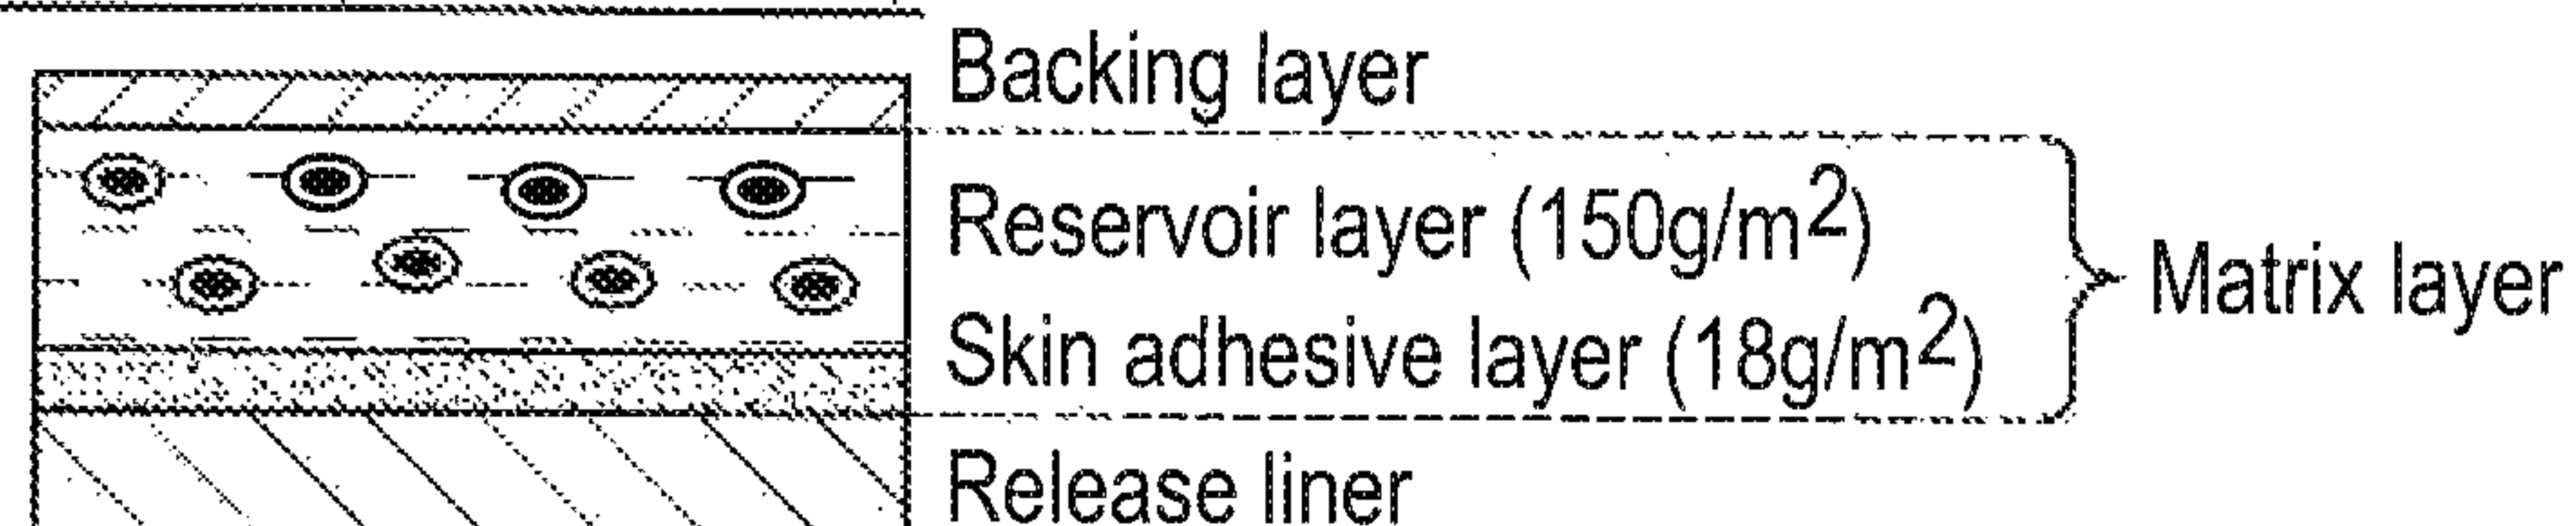 Backing layer
Reservoir layer (150g/m²)
Skin adhesive layer (18g/m²)
Matrix layer
Release liner